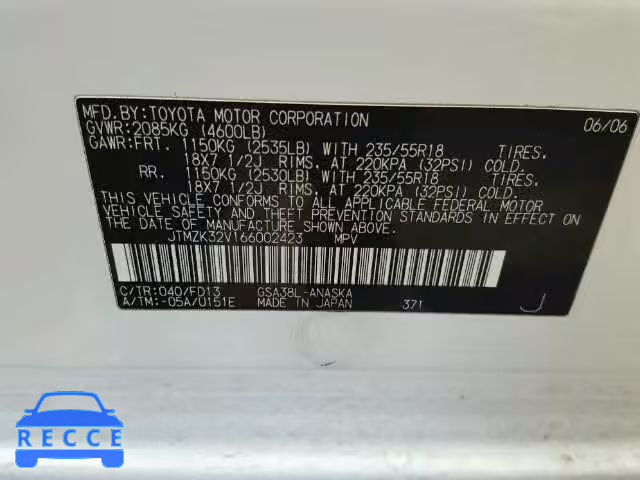 MFD.BY:TOYOTA MOTOR CORPORATION 06/06
GVWR:2085KG (4600LB)
GAWR:FRT. 1150KG (2535LB) WITH 235/55R18 TIRES.
18X7 1/2J RIMS. AT 220KPA (32PSI) COLD.
RR. 1150KG (2530LB) WITH 235/55R18 TIRES.
18X7 1/2J RIMS. AT 220KPA (32PSI) COLD.
THIS VEHICLE CONFORMS TO ALL APPLICABLE FEDERAL MOTOR
VEHICLE SAFETY AND THEFT PREVENTION STANDARDS IN EFFECT
ON THE DATE OF MANUFACTURE SHOWN ABOVE.
JTMZK32V166002423 MPV
C/TR:040/FD13 GSA38L-ANASKA
A/TM:-05A/U151E MADE IN JAPAN 371 J
RECCE